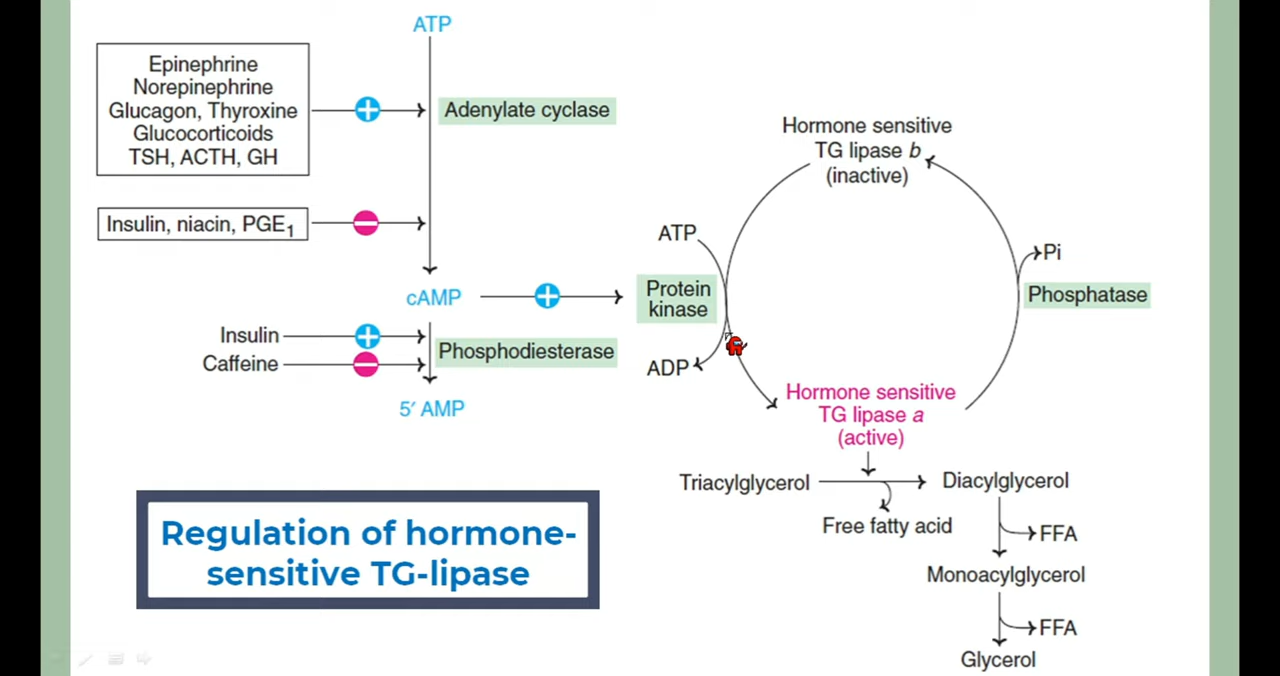 ATP
Epinephrine
Norepinephrine
Glucagon, Thyroxine
Glucocorticoids
TSH, ACTH, GH
+
Adenylate cyclase
Insulin, niacin, PGE₁
−
cAMP
+
Insulin
+
Caffeine
−
Phosphodiesterase
5′ AMP
Hormone sensitive
TG lipase b
(inactive)
ATP
Protein
kinase
ADP
Pi
Phosphatase
Hormone sensitive
TG lipase a
(active)
Triacylglycerol
Diacylglycerol
Free fatty acid
FFA
Monoacylglycerol
FFA
Glycerol
Regulation of hormone-
sensitive TG-lipase